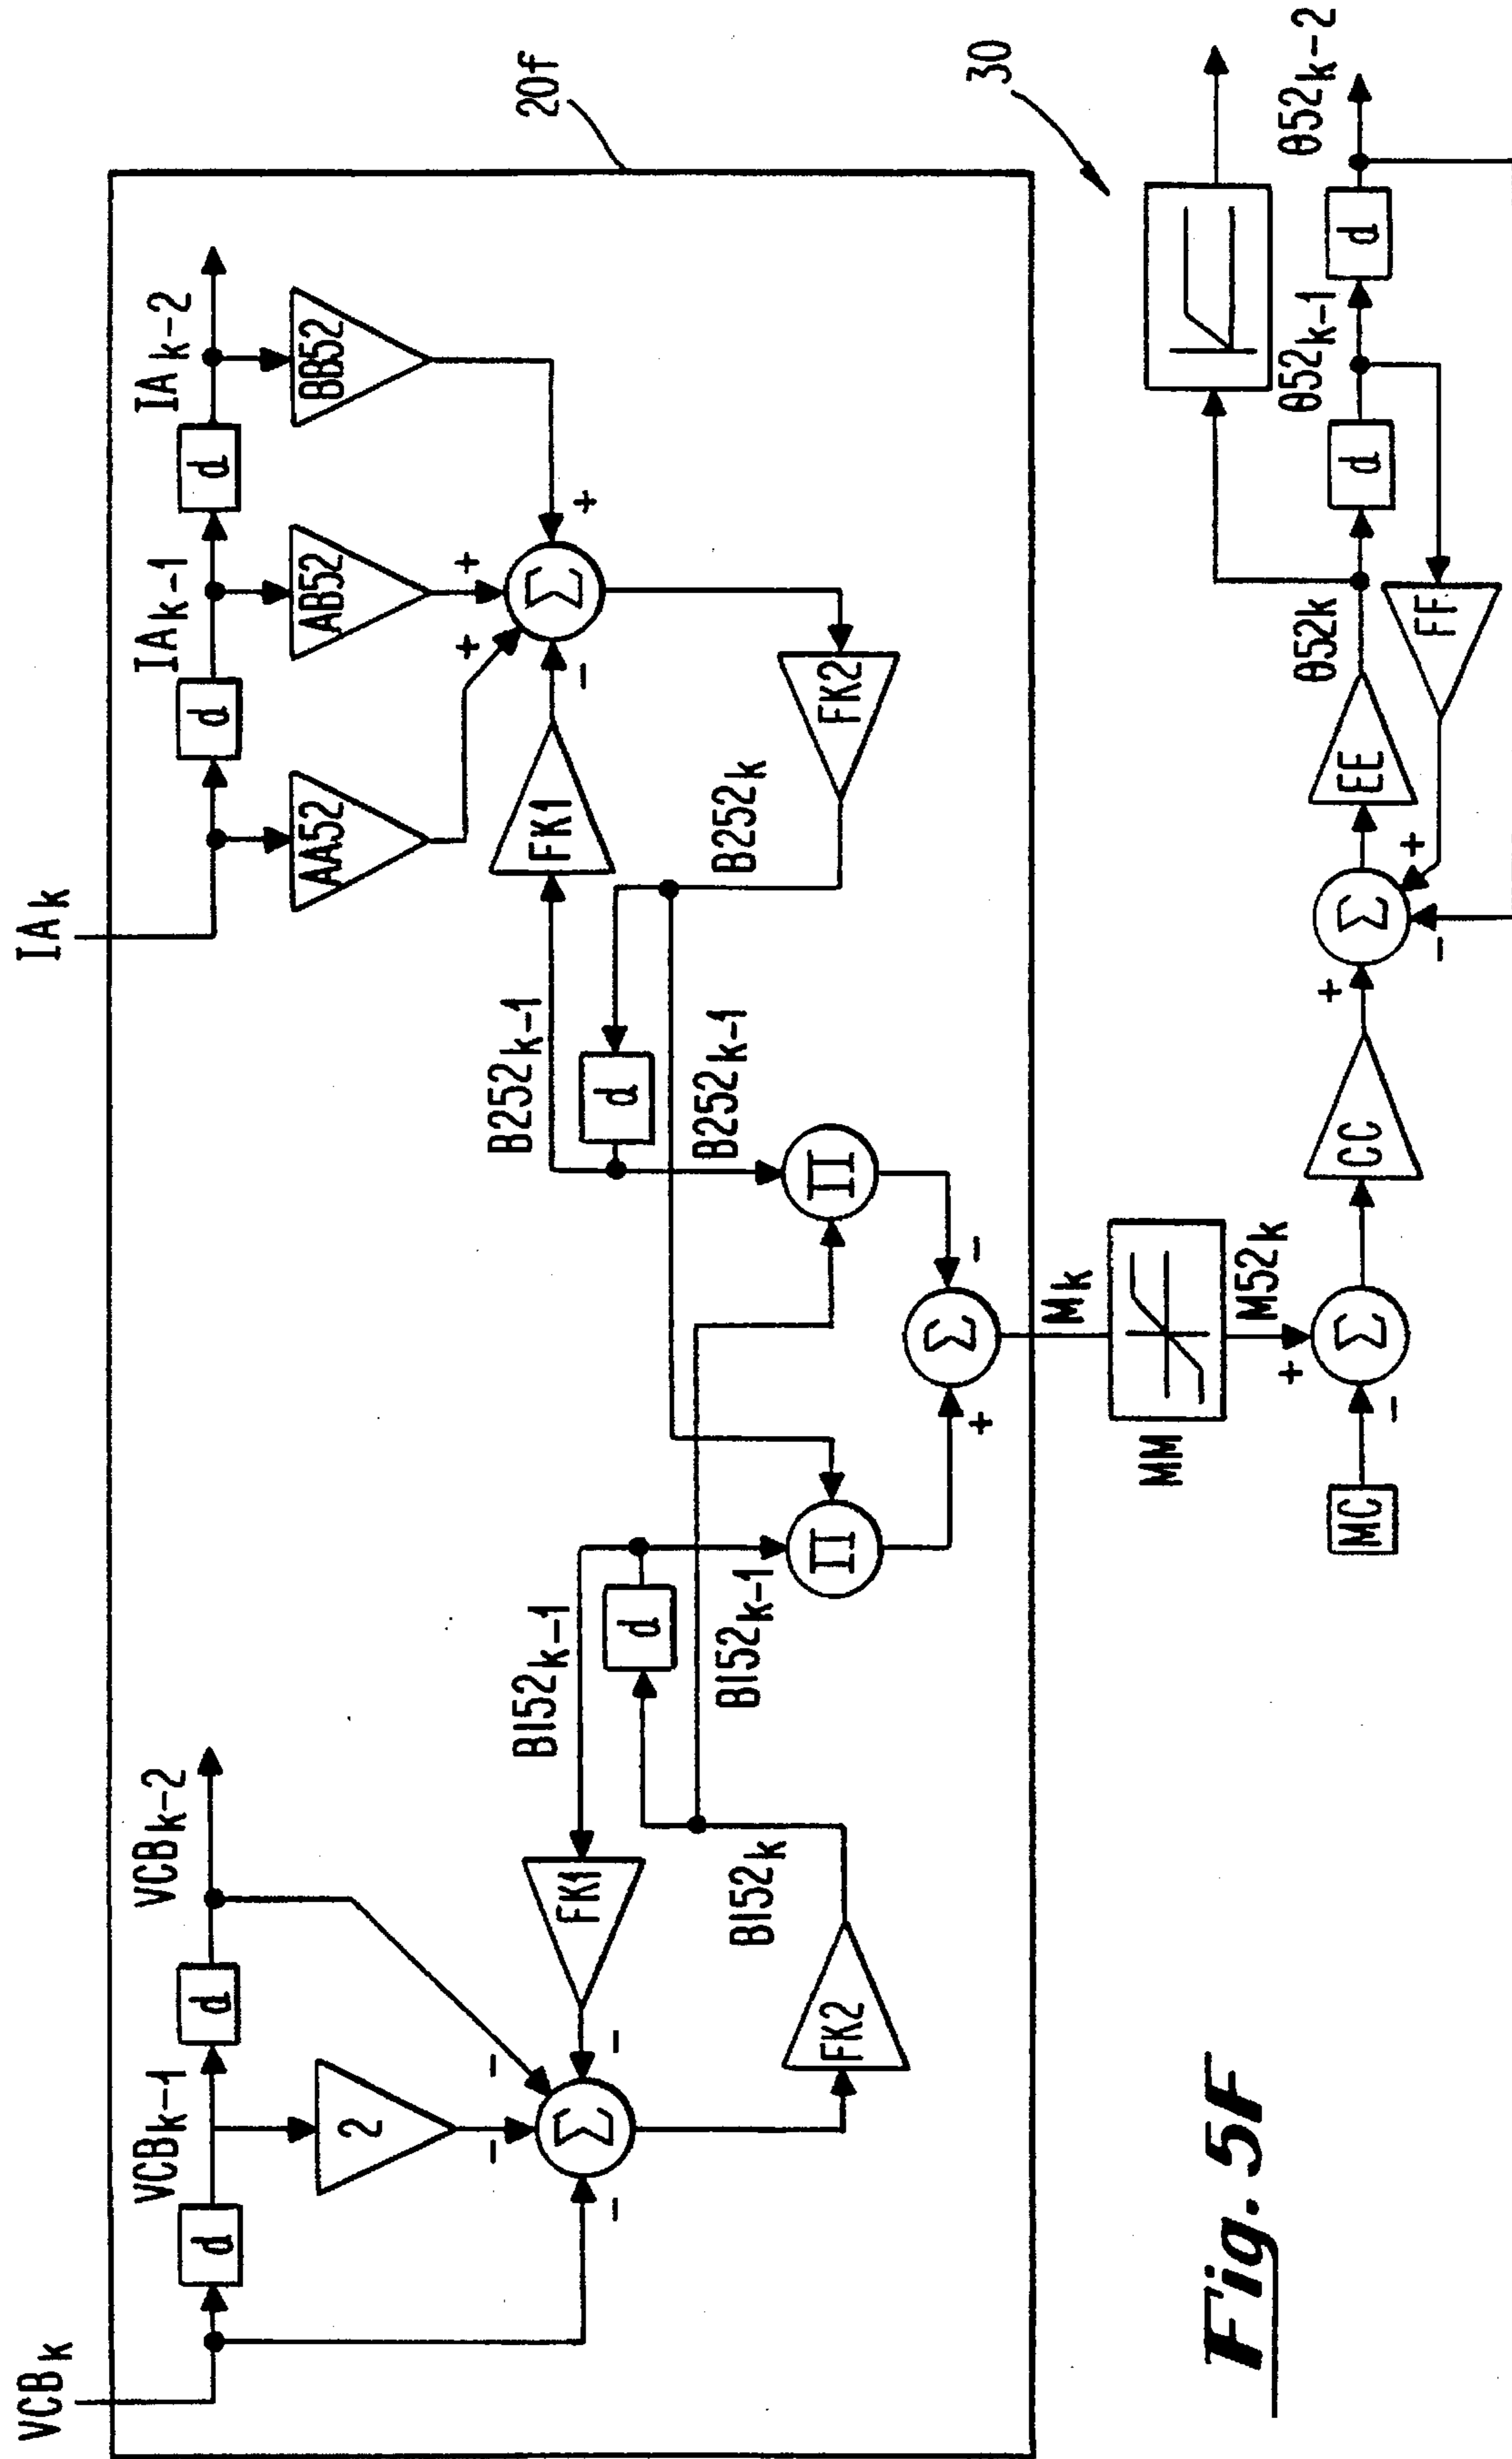 VCBk
VCBk-1
VCBk-2
IAk
IAk-1
IAk-2
20f
d
d
d
d
2
AA52
AB52
BB52
-
-
-
-
Σ
FK1
BI52k-1
B252k-1
FK1
-
+
+
+
Σ
d
d
BI52k-1
B252k-1
FK2
BI52k
B252k
FK2
Π
Π
+
-
Σ
Mk
MM
M52k
30
MC
-
+
Σ
CC
+
-
+
Σ
EE
θ52k
d
θ52k-1
d
θ52k-2
FF
Fig. 5F